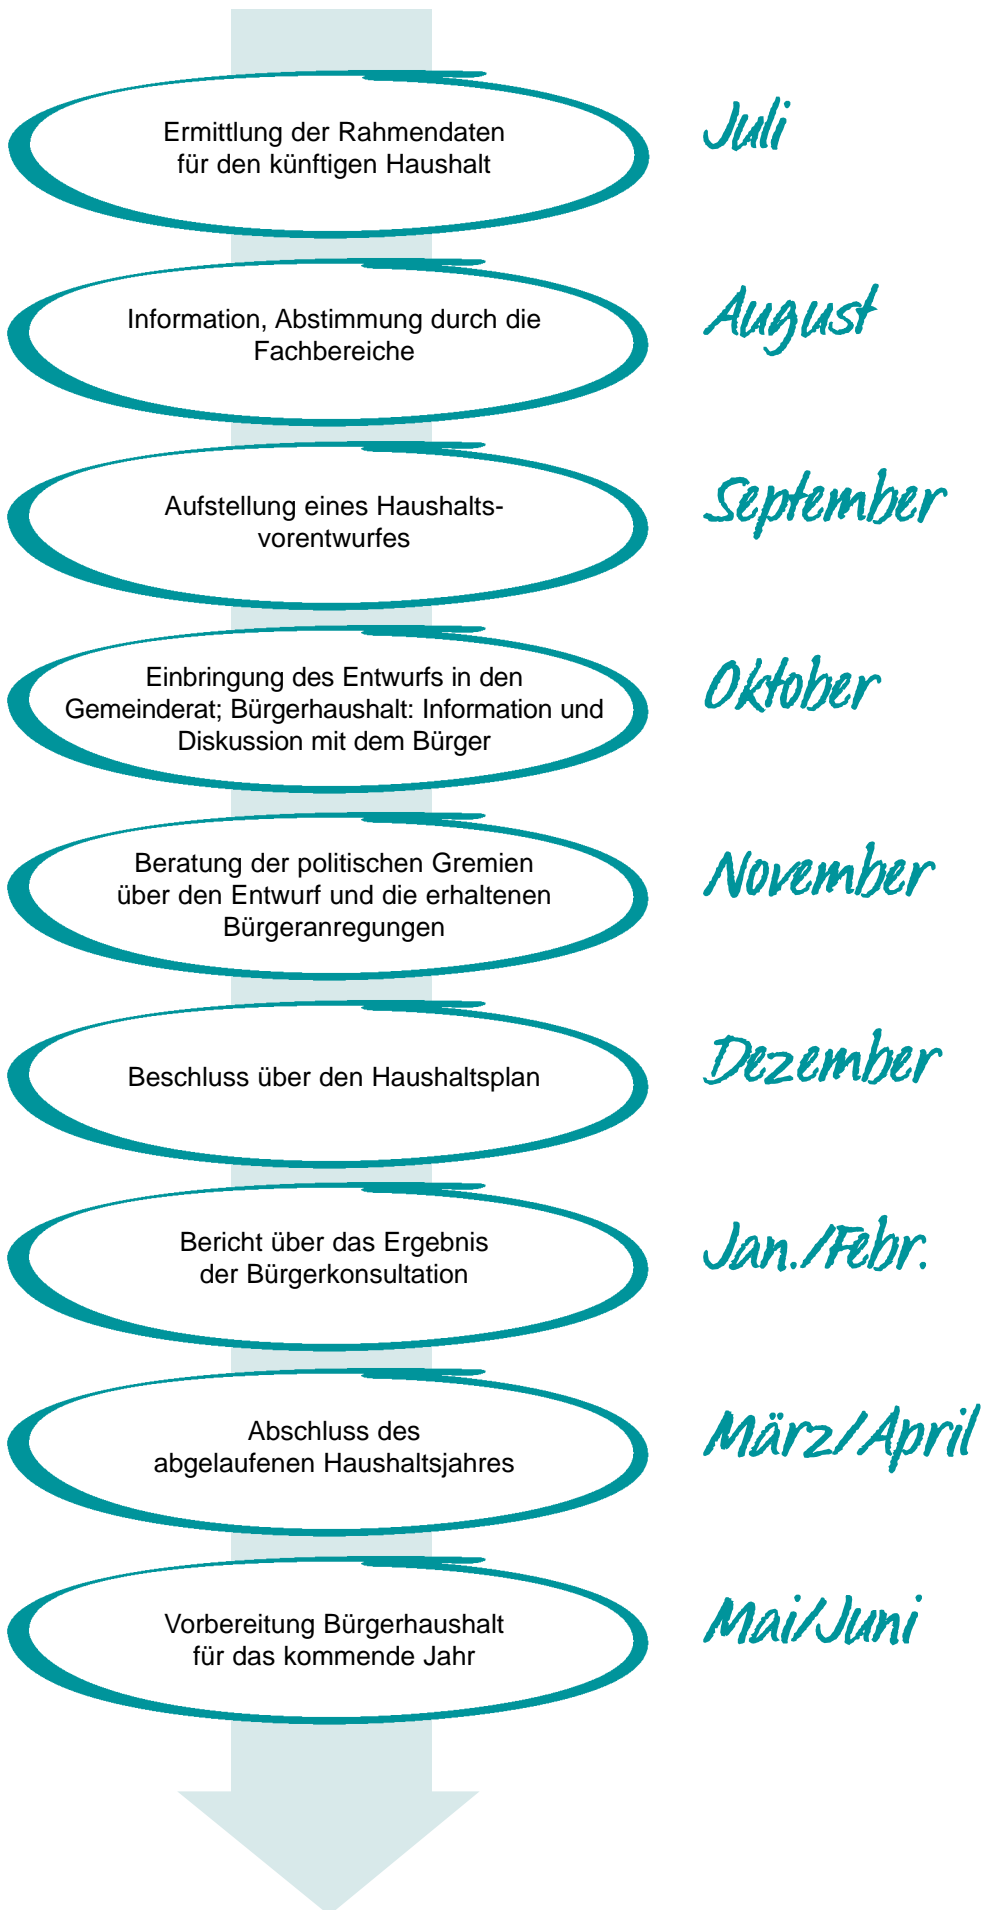 Ermittlung der Rahmendaten
für den künftigen Haushalt
Juli
Information, Abstimmung durch die
Fachbereiche
August
Aufstellung eines Haushalts-
vorentwurfes
September
Einbringung des Entwurfs in den
Gemeinderat; Bürgerhaushalt: Information und
Diskussion mit dem Bürger
Oktober
Beratung der politischen Gremien
über den Entwurf und die erhaltenen
Bürgeranregungen
November
Beschluss über den Haushaltsplan
Dezember
Bericht über das Ergebnis
der Bürgerkonsultation
Jan./Febr.
Abschluss des
abgelaufenen Haushaltsjahres
März/April
Vorbereitung Bürgerhaushalt
für das kommende Jahr
Mai/Juni